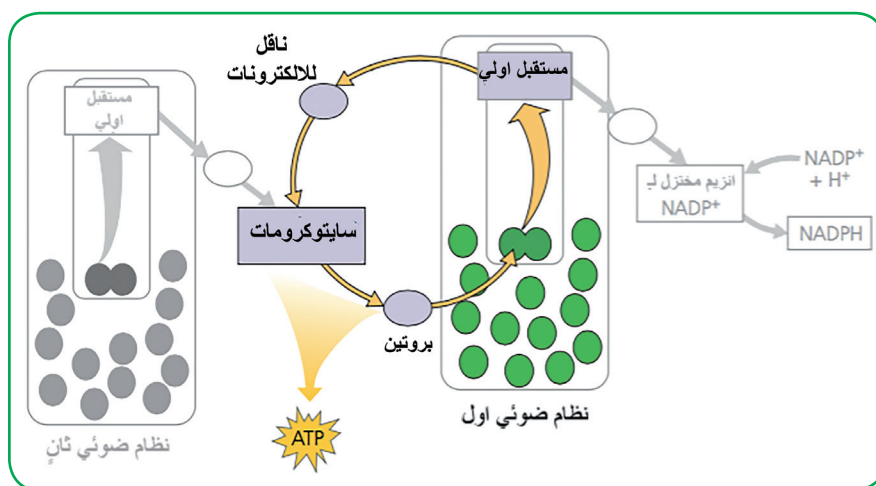 ناقل
للالكترونات
مستقبل اولي
مستقبل
اولي
سايتوكرومات
بروتين
ATP
نظام ضوئي اول
نظام ضوئي ثانٍ
انزيم مختزل لـ
NADP⁺
NADP⁺
+ H⁺
NADPH